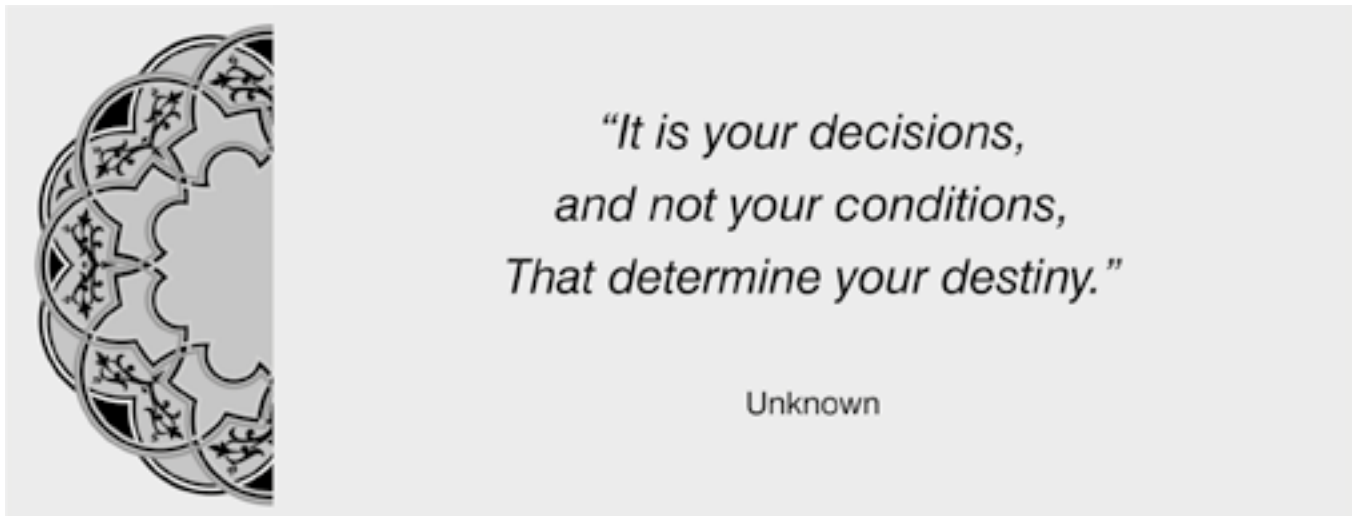 “It is your decisions,
and not your conditions,
That determine your destiny.”
Unknown